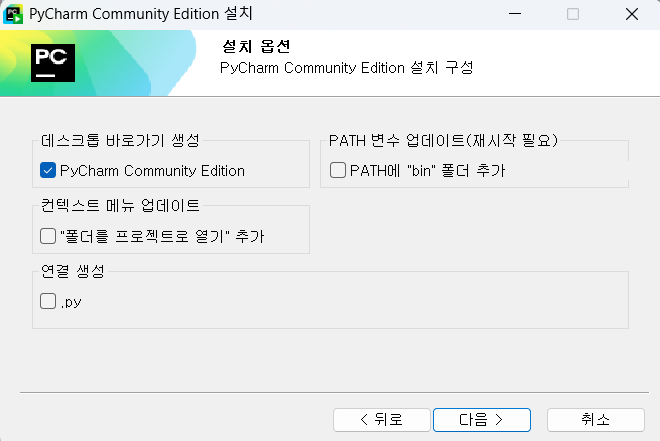 PyCharm Community Edition 설치
PC
설치 옵션
PyCharm Community Edition 설치 구성
데스크톱 바로가기 생성
PyCharm Community Edition
PATH 변수 업데이트(재시작 필요)
PATH에 "bin" 폴더 추가
컨텍스트 메뉴 업데이트
"폴더를 프로젝트로 열기" 추가
연결 생성
.py
< 뒤로
다음 >
취소